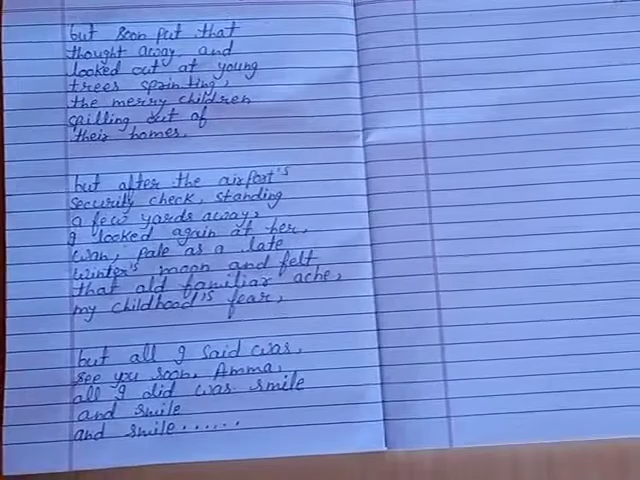 but soon put that
thought away and
looked out at young
trees sprinting,
the merry children
spilling out of
their homes.
but after the airport's
security check, standing
a few yards away,
I looked again at her,
wan, pale as a late
winter's moon and felt
that old familiar ache,
my childhood's fear,
but all I said was,
see you soon, Amma,
all I did was smile
and smile
and smile......